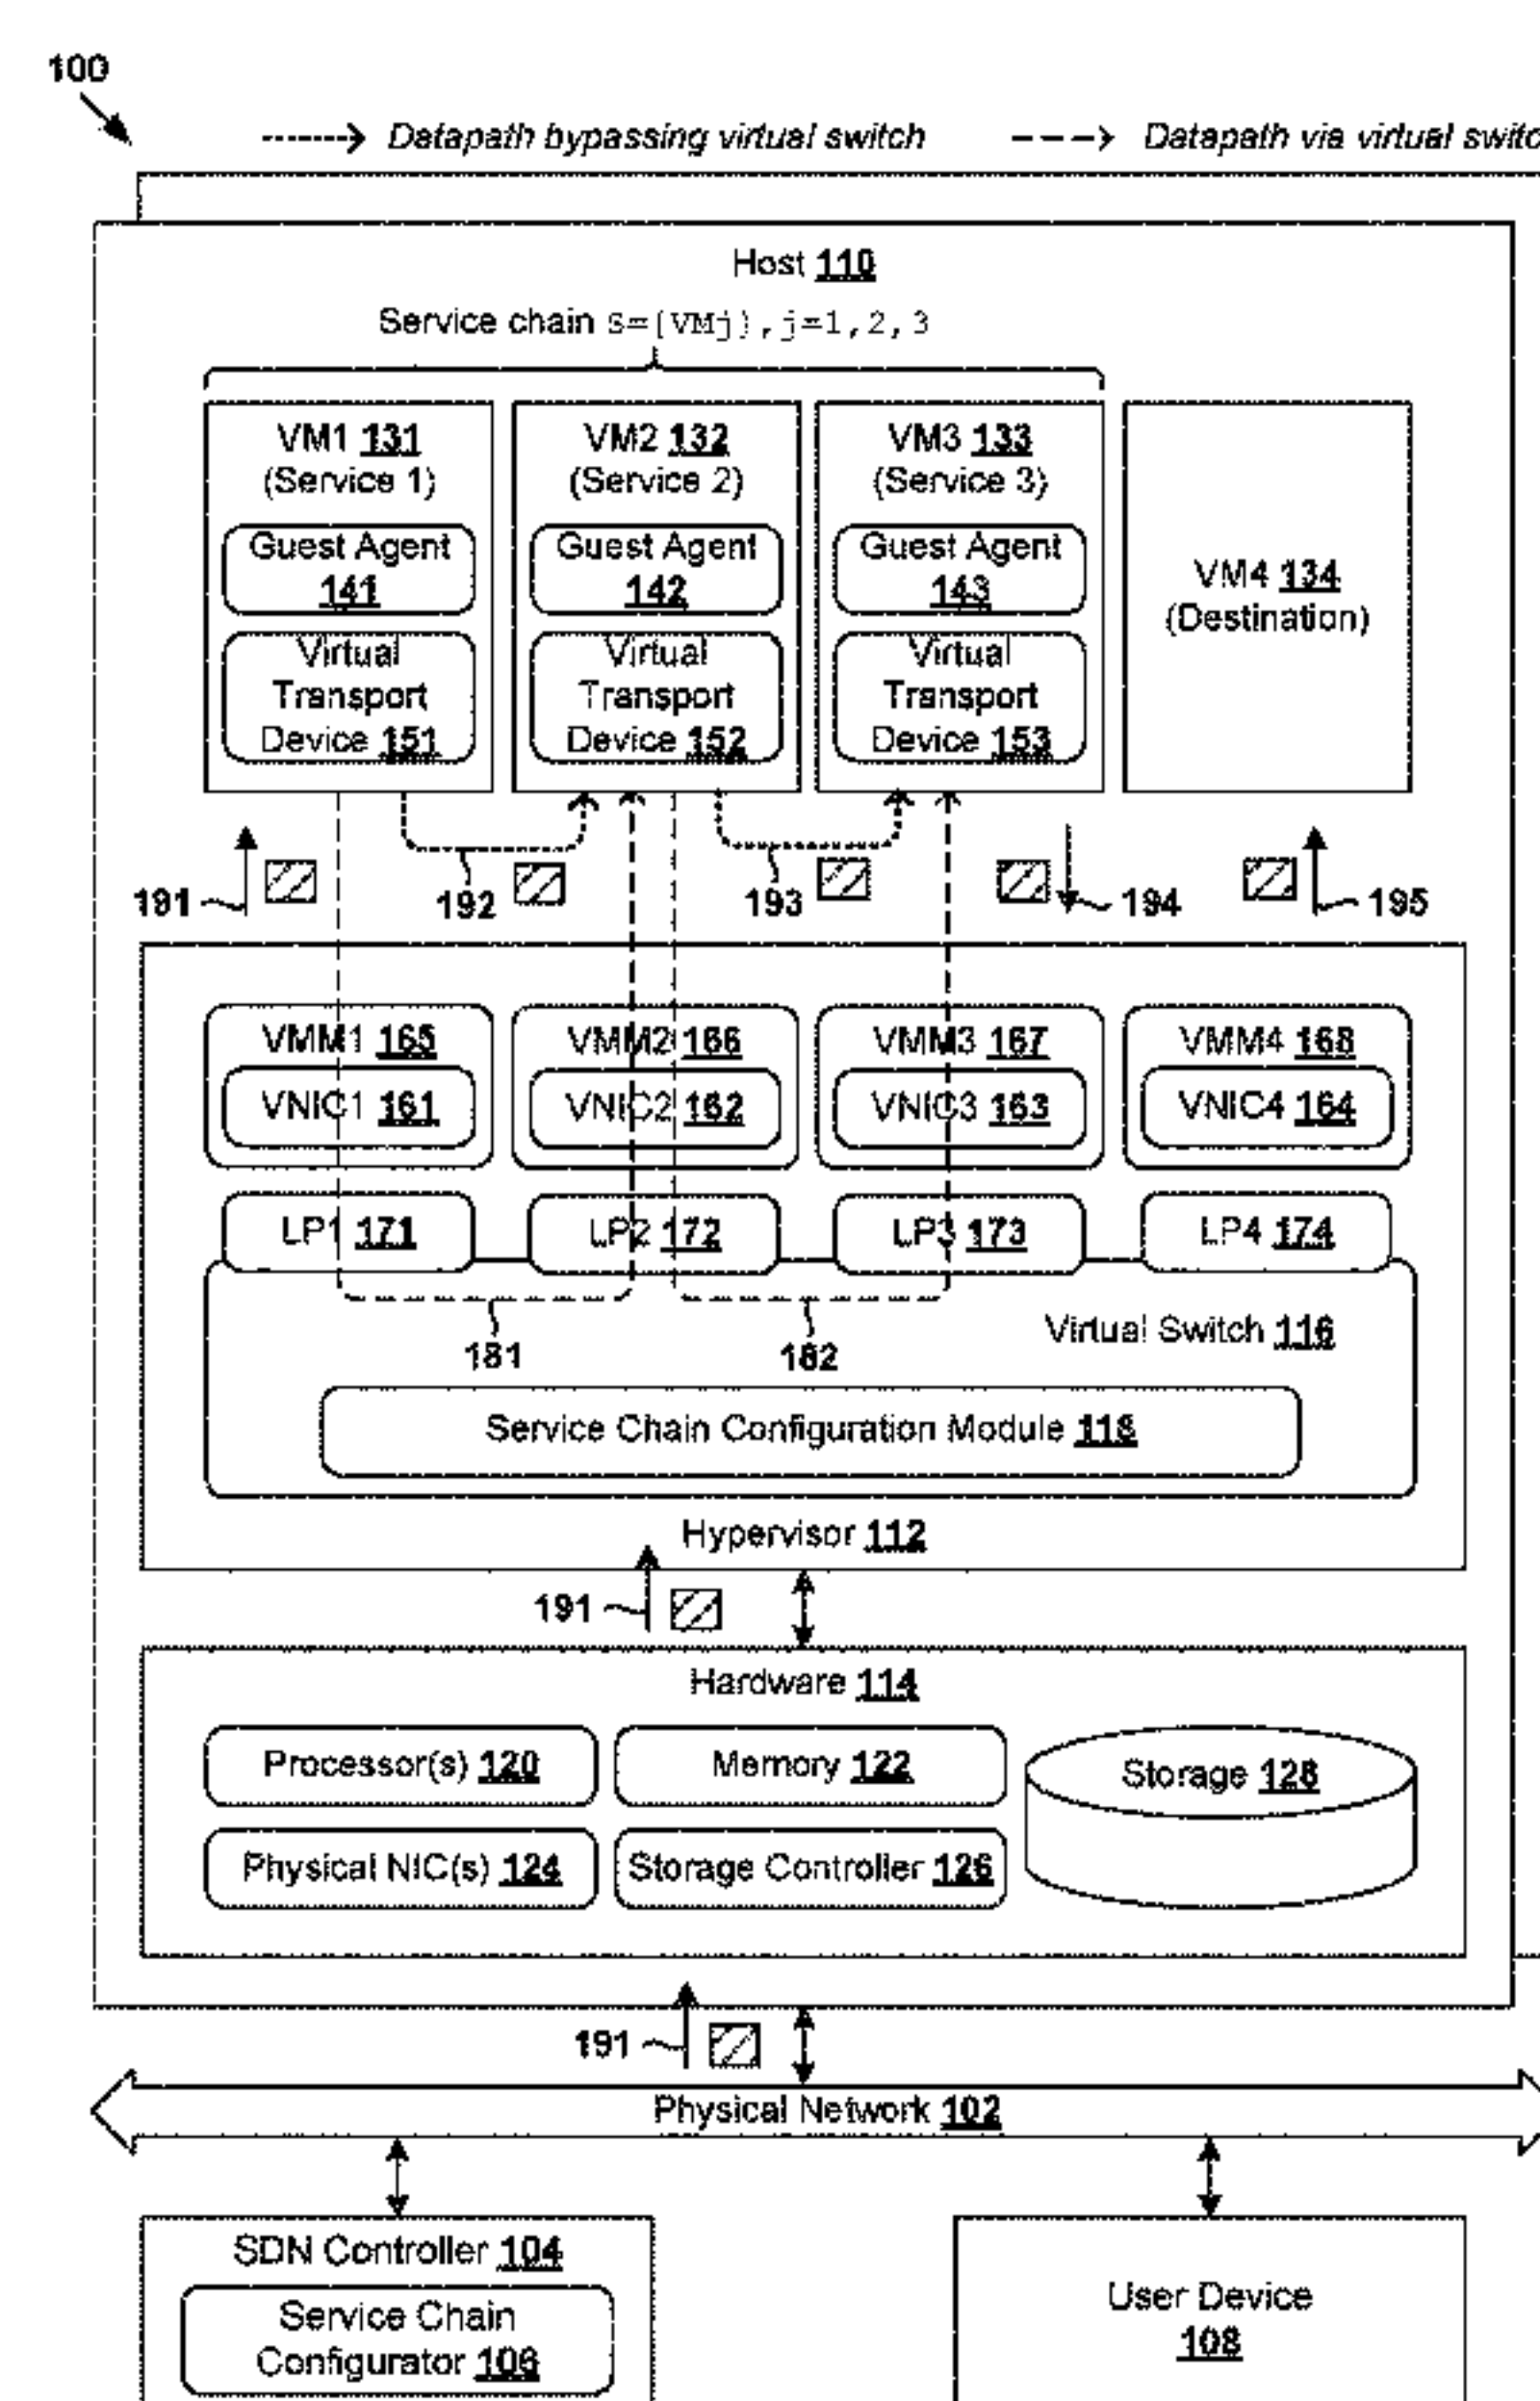 100
Datapath bypassing virtual switch
Datapath via virtual switc
Host 110
Service chain S={VMj},j=1,2,3
VM1 131
(Service 1)
Guest Agent
141
Virtual
Transport
Device 151
VM2 132
(Service 2)
Guest Agent
142
Virtual
Transport
Device 152
VM3 133
(Service 3)
Guest Agent
143
Virtual
Transport
Device 153
VM4 134
(Destination)
191
192
193
194
195
VMM1 165
VNIC1 161
VMM2 166
VNIC2 162
VMM3 167
VNIC3 163
VMM4 168
VNIC4 164
LP1 171
LP2 172
LP3 173
LP4 174
181
182
Virtual Switch 116
Service Chain Configuration Module 118
Hypervisor 112
191
Hardware 114
Processor(s) 120
Memory 122
Storage 128
Physical NIC(s) 124
Storage Controller 126
191
Physical Network 102
SDN Controller 104
Service Chain
Configurator 106
User Device
108